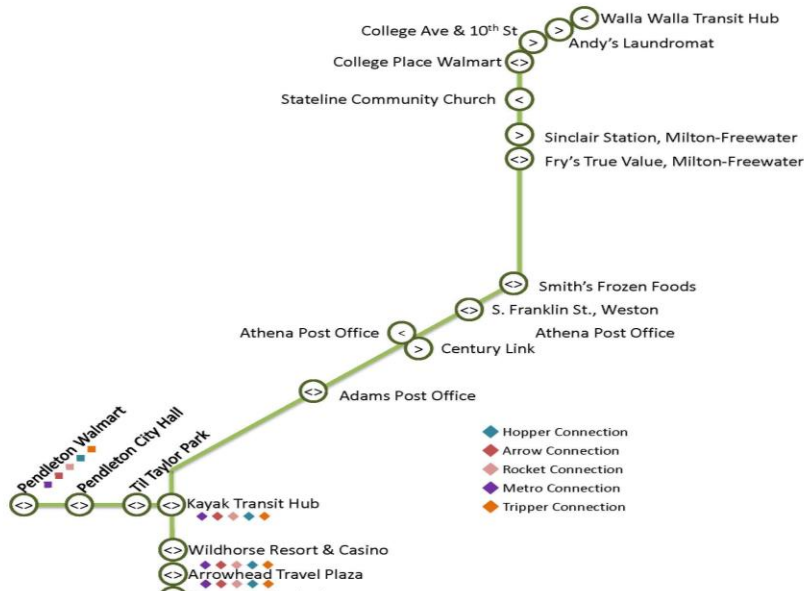 Walla Walla Transit Hub
<
College Ave & 10th St
>
>
Andy's Laundromat
College Place Walmart
<>
Stateline Community Church
<
>
Sinclair Station, Milton-Freewater
<>
Fry's True Value, Milton-Freewater
<>
Smith's Frozen Foods
<>
S. Franklin St., Weston
Athena Post Office
<
Athena Post Office
>
Century Link
<>
Adams Post Office
Pendleton Walmart
Pendleton City Hall
Til Taylor Park
<>
<>
<>
<>
Kayak Transit Hub
<>
Wildhorse Resort & Casino
<>
Arrowhead Travel Plaza
Hopper Connection
Arrow Connection
Rocket Connection
Metro Connection
Tripper Connection